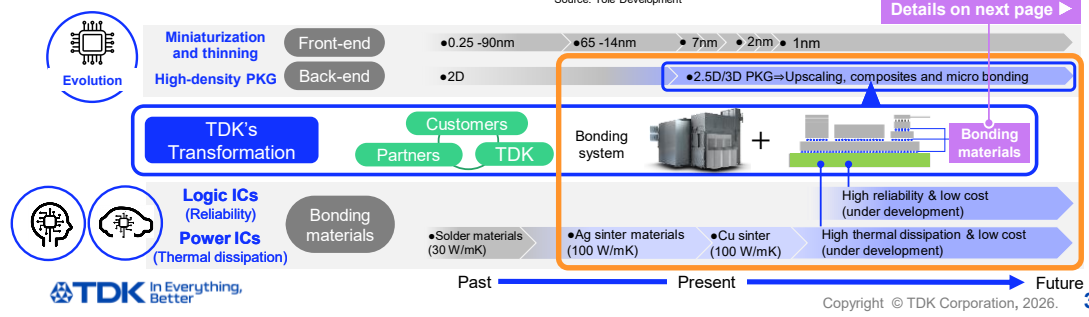 Source: Yole Development
Details on next page ▶
Evolution
Miniaturization
and thinning
Front-end
●0.25 -90nm
●65 -14nm
● 7nm
● 2nm
● 1nm
High-density PKG
Back-end
●2D
●2.5D/3D PKG⇒Upscaling, composites and micro bonding
TDK's
Transformation
Customers
Partners
TDK
Bonding
system
+
Bonding
materials
Logic ICs
(Reliability)
Power ICs
(Thermal dissipation)
Bonding
materials
High reliability & low cost
(under development)
●Solder materials
(30 W/mK)
●Ag sinter materials
(100 W/mK)
●Cu sinter
(100 W/mK)
High thermal dissipation & low cost
(under development)
Past
Present
Future
TDK In Everything,
Better
Copyright © TDK Corporation, 2026.